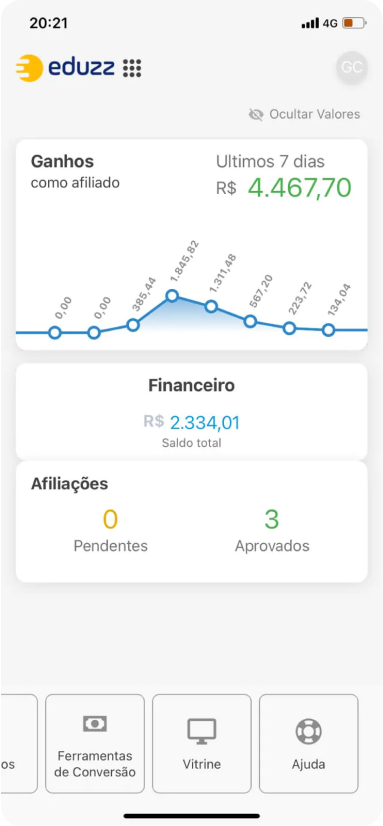 20:21
4G
eduzz
GC
Ocultar Valores
Ganhos
como afiliado
Ultimos 7 dias
R$ 4.467,70
0,00
0,00
385,44
1.845,82
1.311,48
567,20
223,72
134,04
Financeiro
R$ 2.334,01
Saldo total
Afiliações
0
Pendentes
3
Aprovados
os
Ferramentas
de Conversão
Vitrine
Ajuda